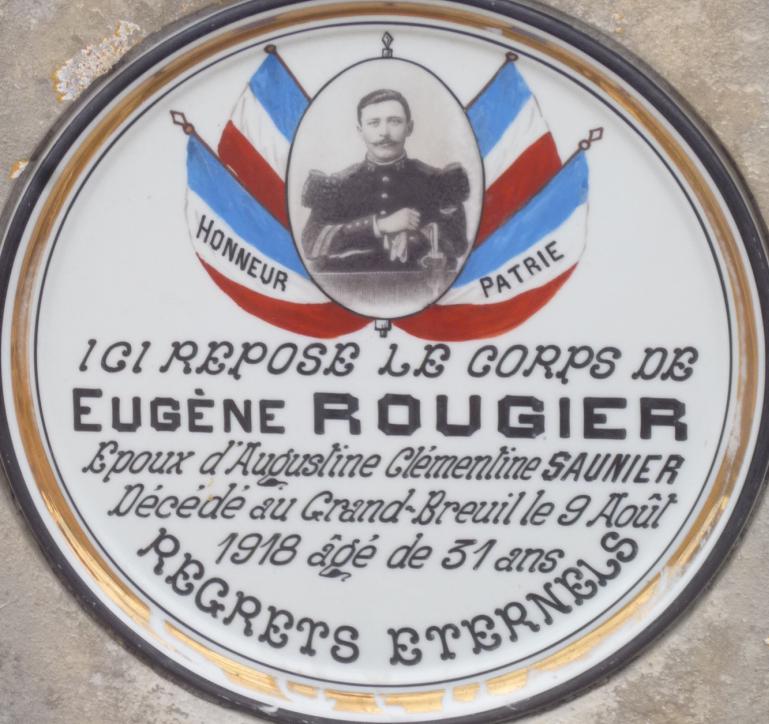 HONNEUR
PATRIE
ICI REPOSE LE CORPS DE
EUGÈNE ROUGIER
Epoux d'Augustine Clémentine SAUNIER
Décédé au Grand-Breuil le 9 Août
1918 âgé de 31 ans
REGRETS ETERNELS